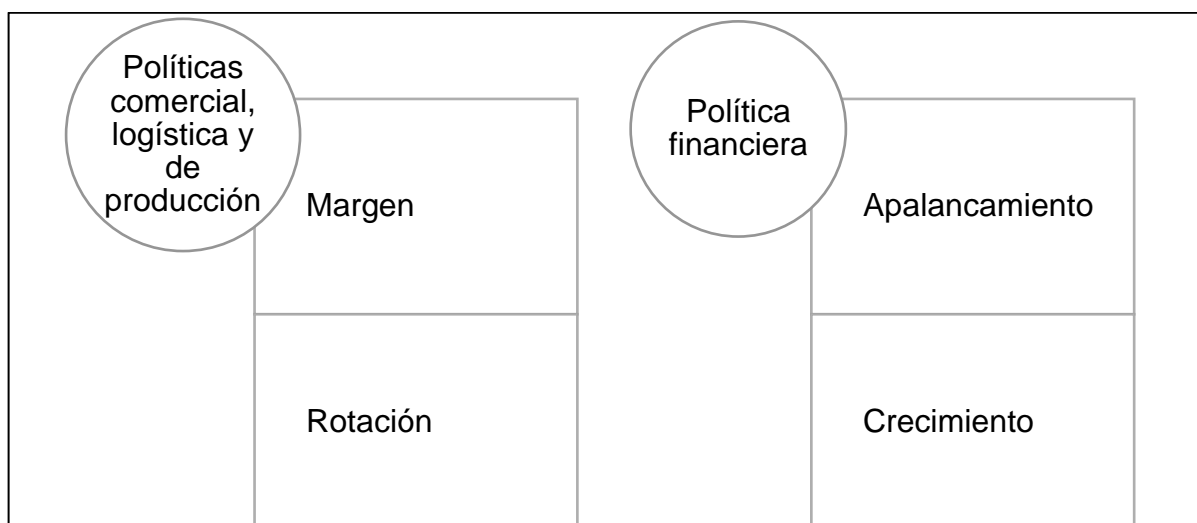 Políticas
comercial,
logística y
de
producción
Margen
Rotación
Política
financiera
Apalancamiento
Crecimiento